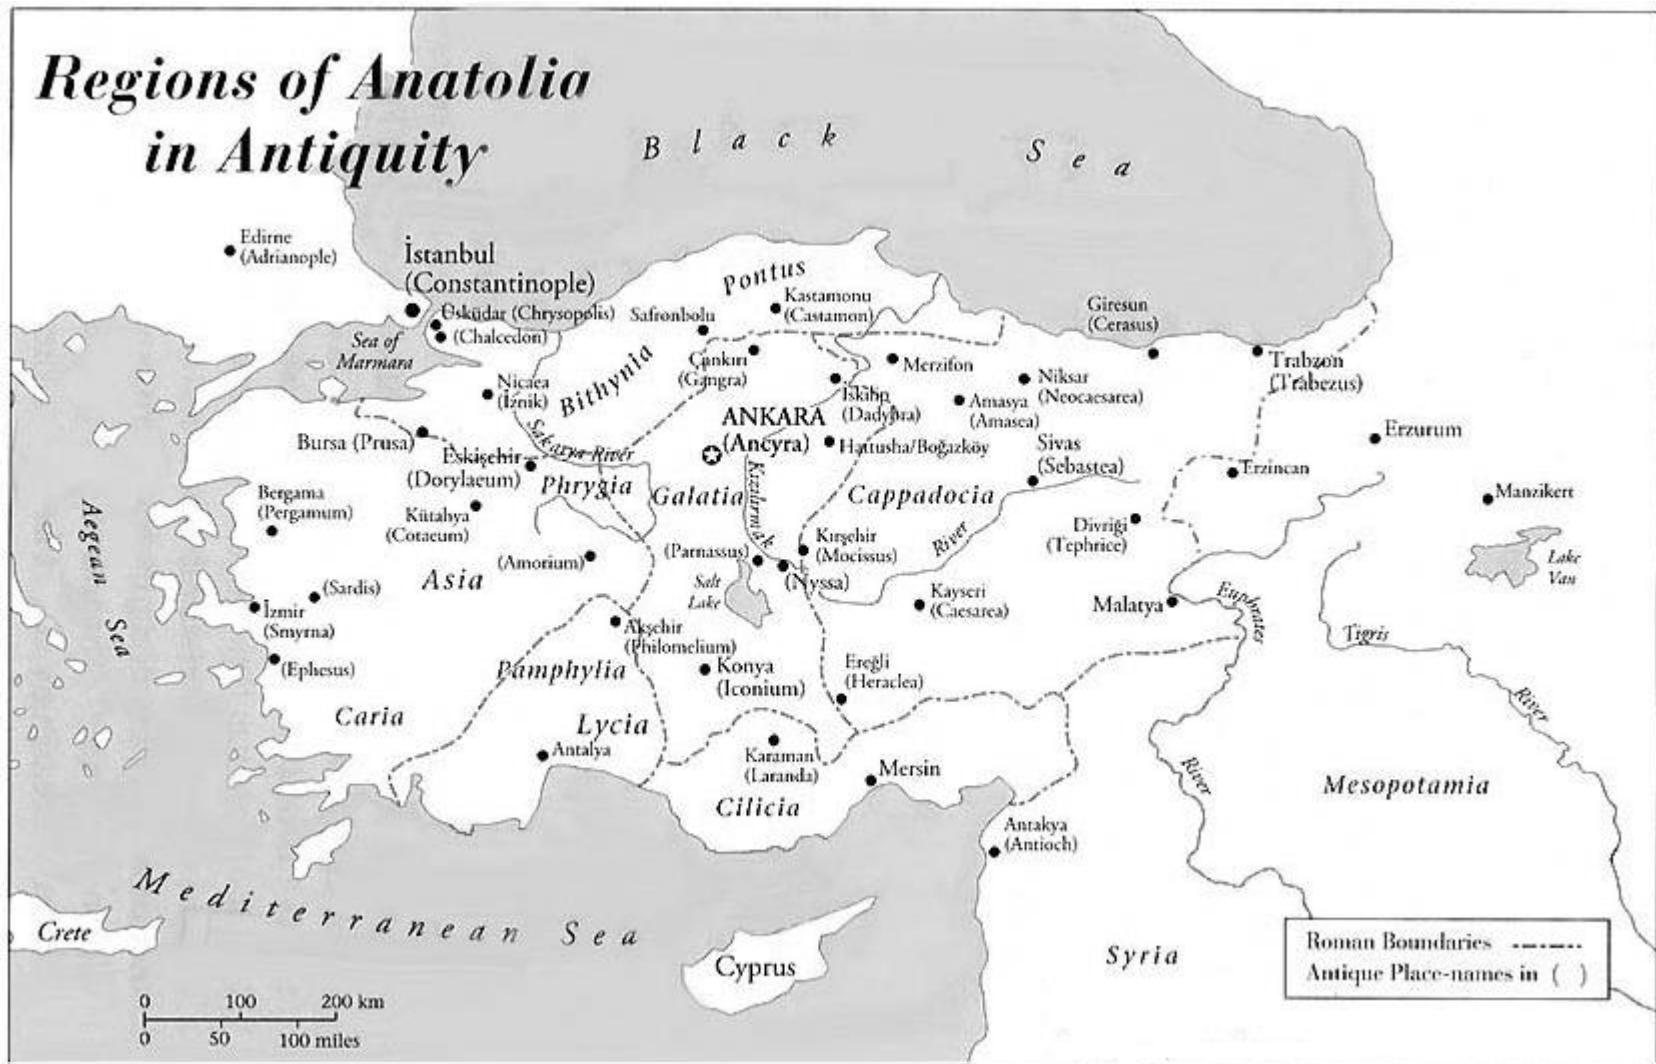 Regions of Anatolia
in Antiquity
Black Sea
Edirne
(Adrianople)
İstanbul
(Constantinople)
Üsküdar (Chrysopolis)
(Chalcedon)
Sea of
Marmara
Safronbolu
Pontus
Kastamonu
(Castamon)
Giresun
(Cerasus)
Trabzon
(Trabezus)
Bithynia
Çankırı
(Gangra)
Merzifon
Niksar
(Neocaesarea)
İskilip
(Dadybra)
Amasya
(Amasea)
Nicaea
(İznik)
ANKARA
(Ancyra)
Hattusha/Boğazköy
Sivas
(Sebastea)
Erzurum
Erzincan
Manzikert
Bursa (Prusa)
Sakarya River
Eskişehir
(Dorylaeum)
Phrygia
Galatia
Kızılırmak
Cappadocia
River
Divriği
(Tephrice)
Lake
Van
Bergama
(Pergamum)
Kütahya
(Cotaeum)
Aegean
Sea
Asia
(Amorium)
(Parnassus)
Kırşehir
(Mocissus)
(Nyssa)
Salt
Lake
Kayseri
(Caesarea)
Malatya
Euphrates
Tigris
(Sardis)
İzmir
(Smyrna)
(Ephesus)
Akşehir
(Philomelium)
Pamphylia
Konya
(Iconium)
Ereğli
(Heraclea)
River
Caria
Lycia
Antalya
Karaman
(Laranda)
Mersin
Cilicia
River
Mesopotamia
Antakya
(Antioch)
Mediterranean Sea
Crete
Cyprus
Syria
Roman Boundaries
Antique Place-names in ( )
0 100 200 km
0 50 100 miles